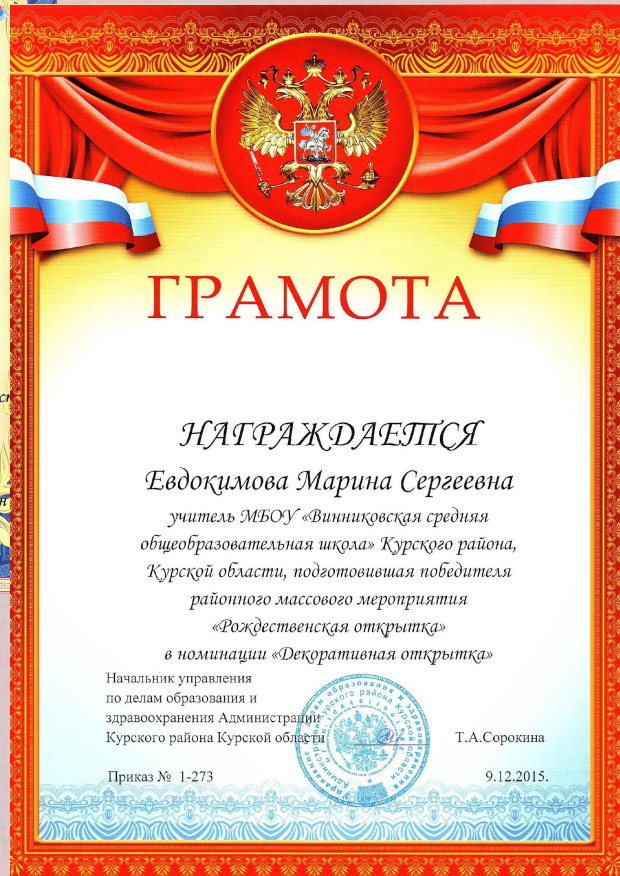 ГРАМОТА
НАГРАЖДАЕТСЯ
Евдокимова Марина Сергеевна
учитель МБОУ «Винниковская средняя
общеобразовательная школа» Курского района,
Курской области, подготовившая победителя
районного массового мероприятия
«Рождественская открытка»
в номинации «Декоративная открытка»
Начальник управления
по делам образования и
здравоохранения Администрации
Курского района Курской области
Т.А.Сорокина
Приказ № 1-273
9.12.2015.